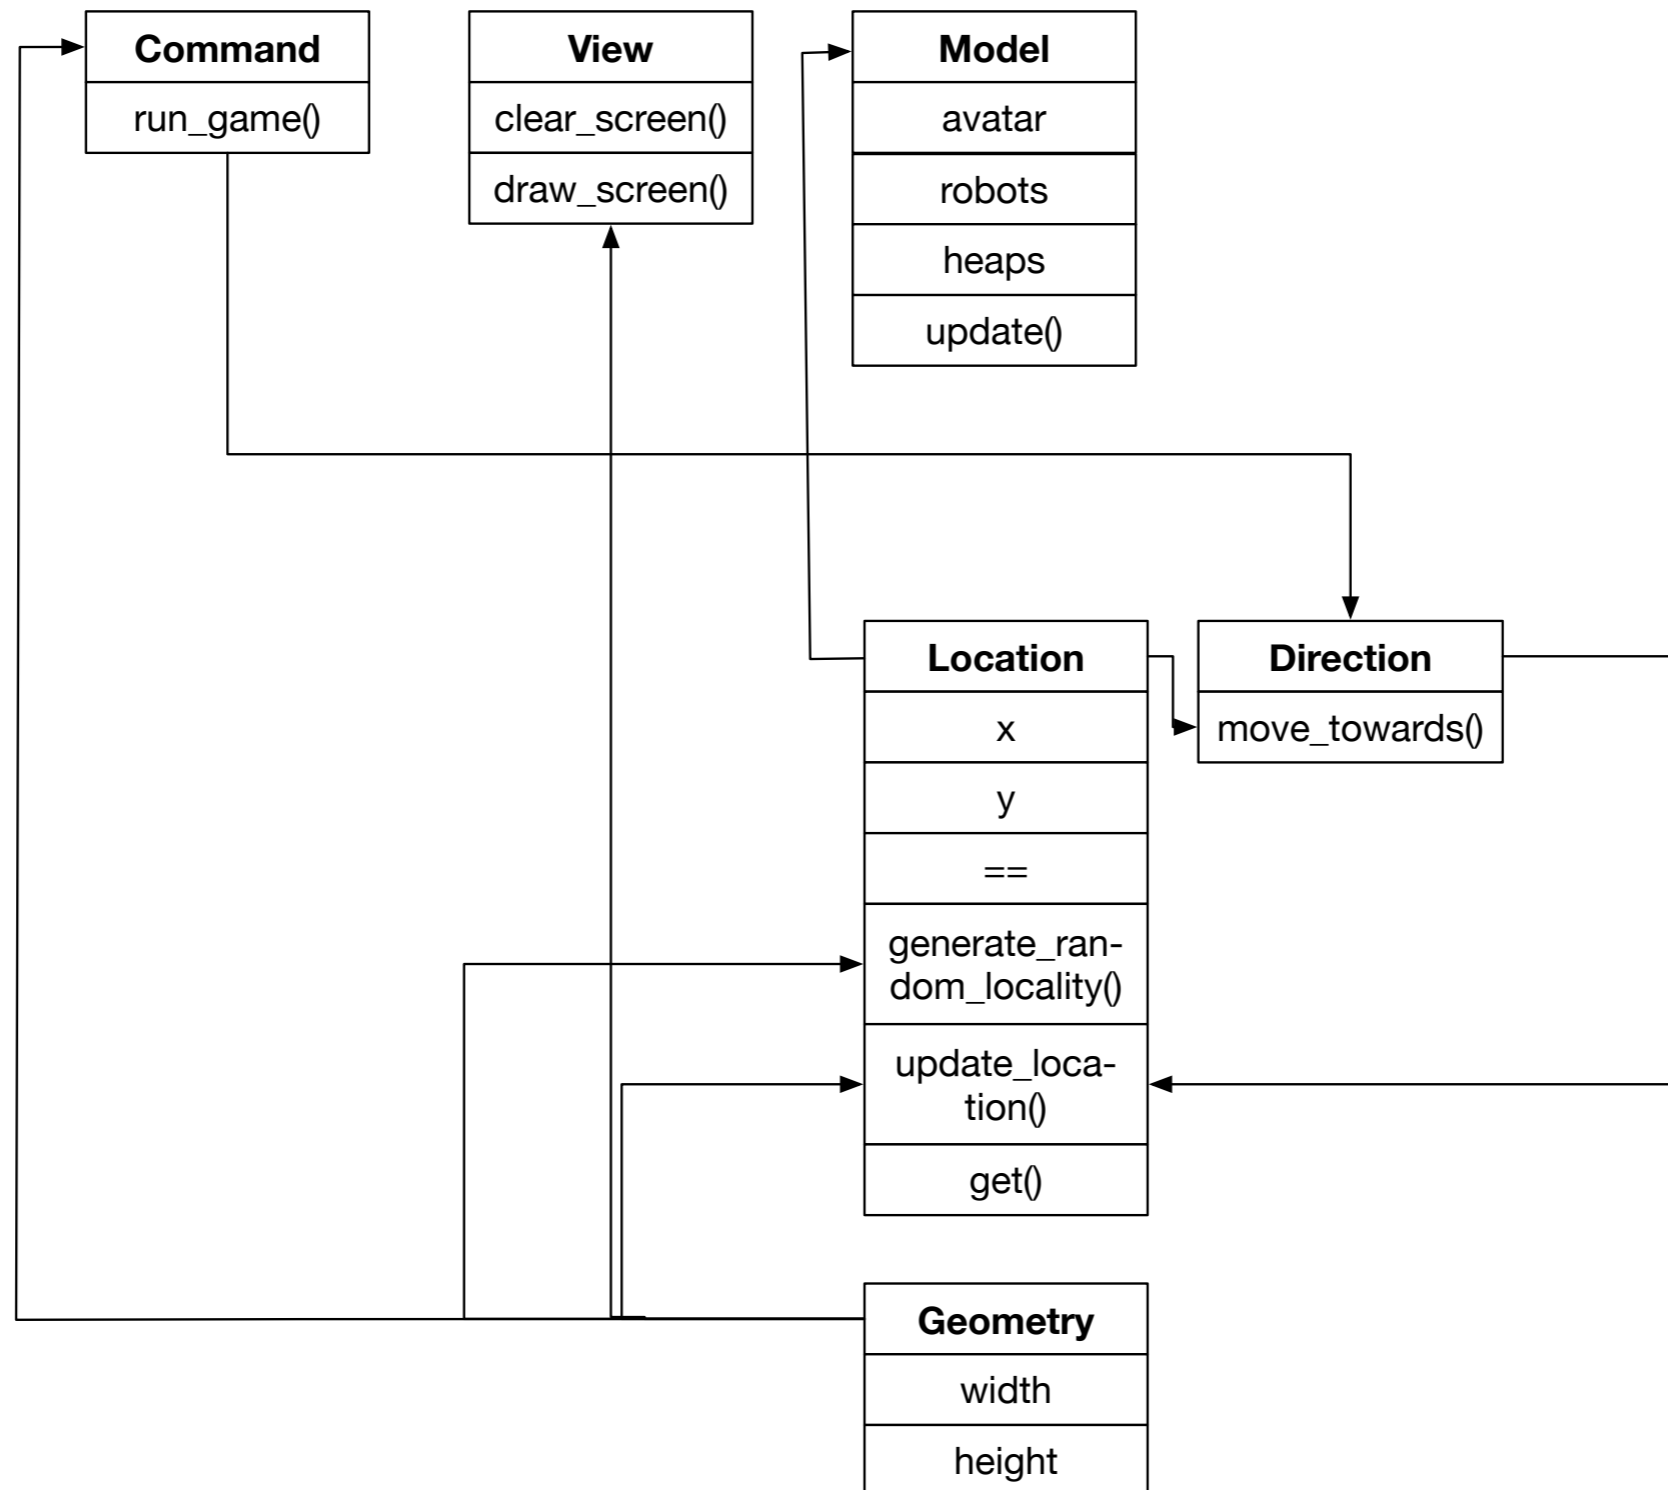 Command
run_game()
View
clear_screen()
draw_screen()
Model
avatar
robots
heaps
update()
Location
x
y
==
generate_ran-
dom_locality()
update_loca-
tion()
get()
Direction
move_towards()
Geometry
width
height